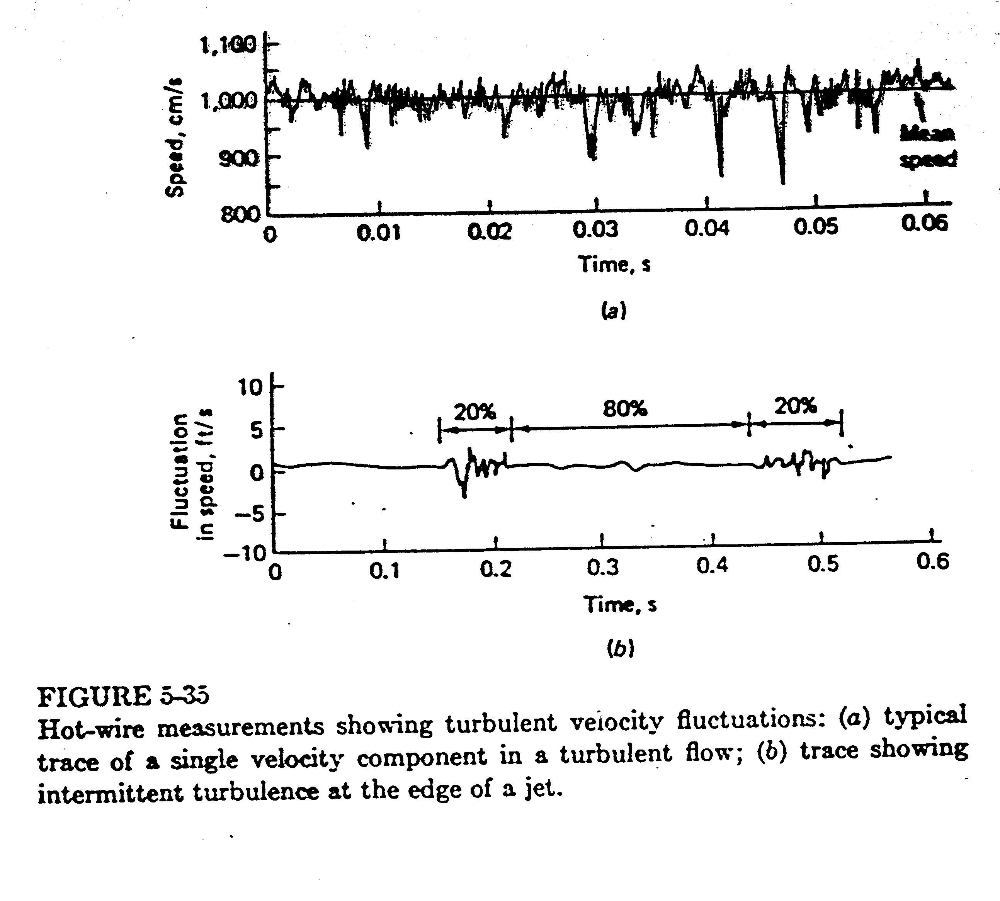 1,100
1,000
900
800
Speed, cm/s
Mean
speed
0 0.01 0.02 0.03 0.04 0.05 0.06
Time, s
(a)
10
5
0
−5
−10
Fluctuation
in speed, ft/s
20% 80% 20%
0 0.1 0.2 0.3 0.4 0.5 0.6
Time, s
(b)
FIGURE 5-35
Hot-wire measurements showing turbulent velocity fluctuations: (a) typical
trace of a single velocity component in a turbulent flow; (b) trace showing
intermittent turbulence at the edge of a jet.